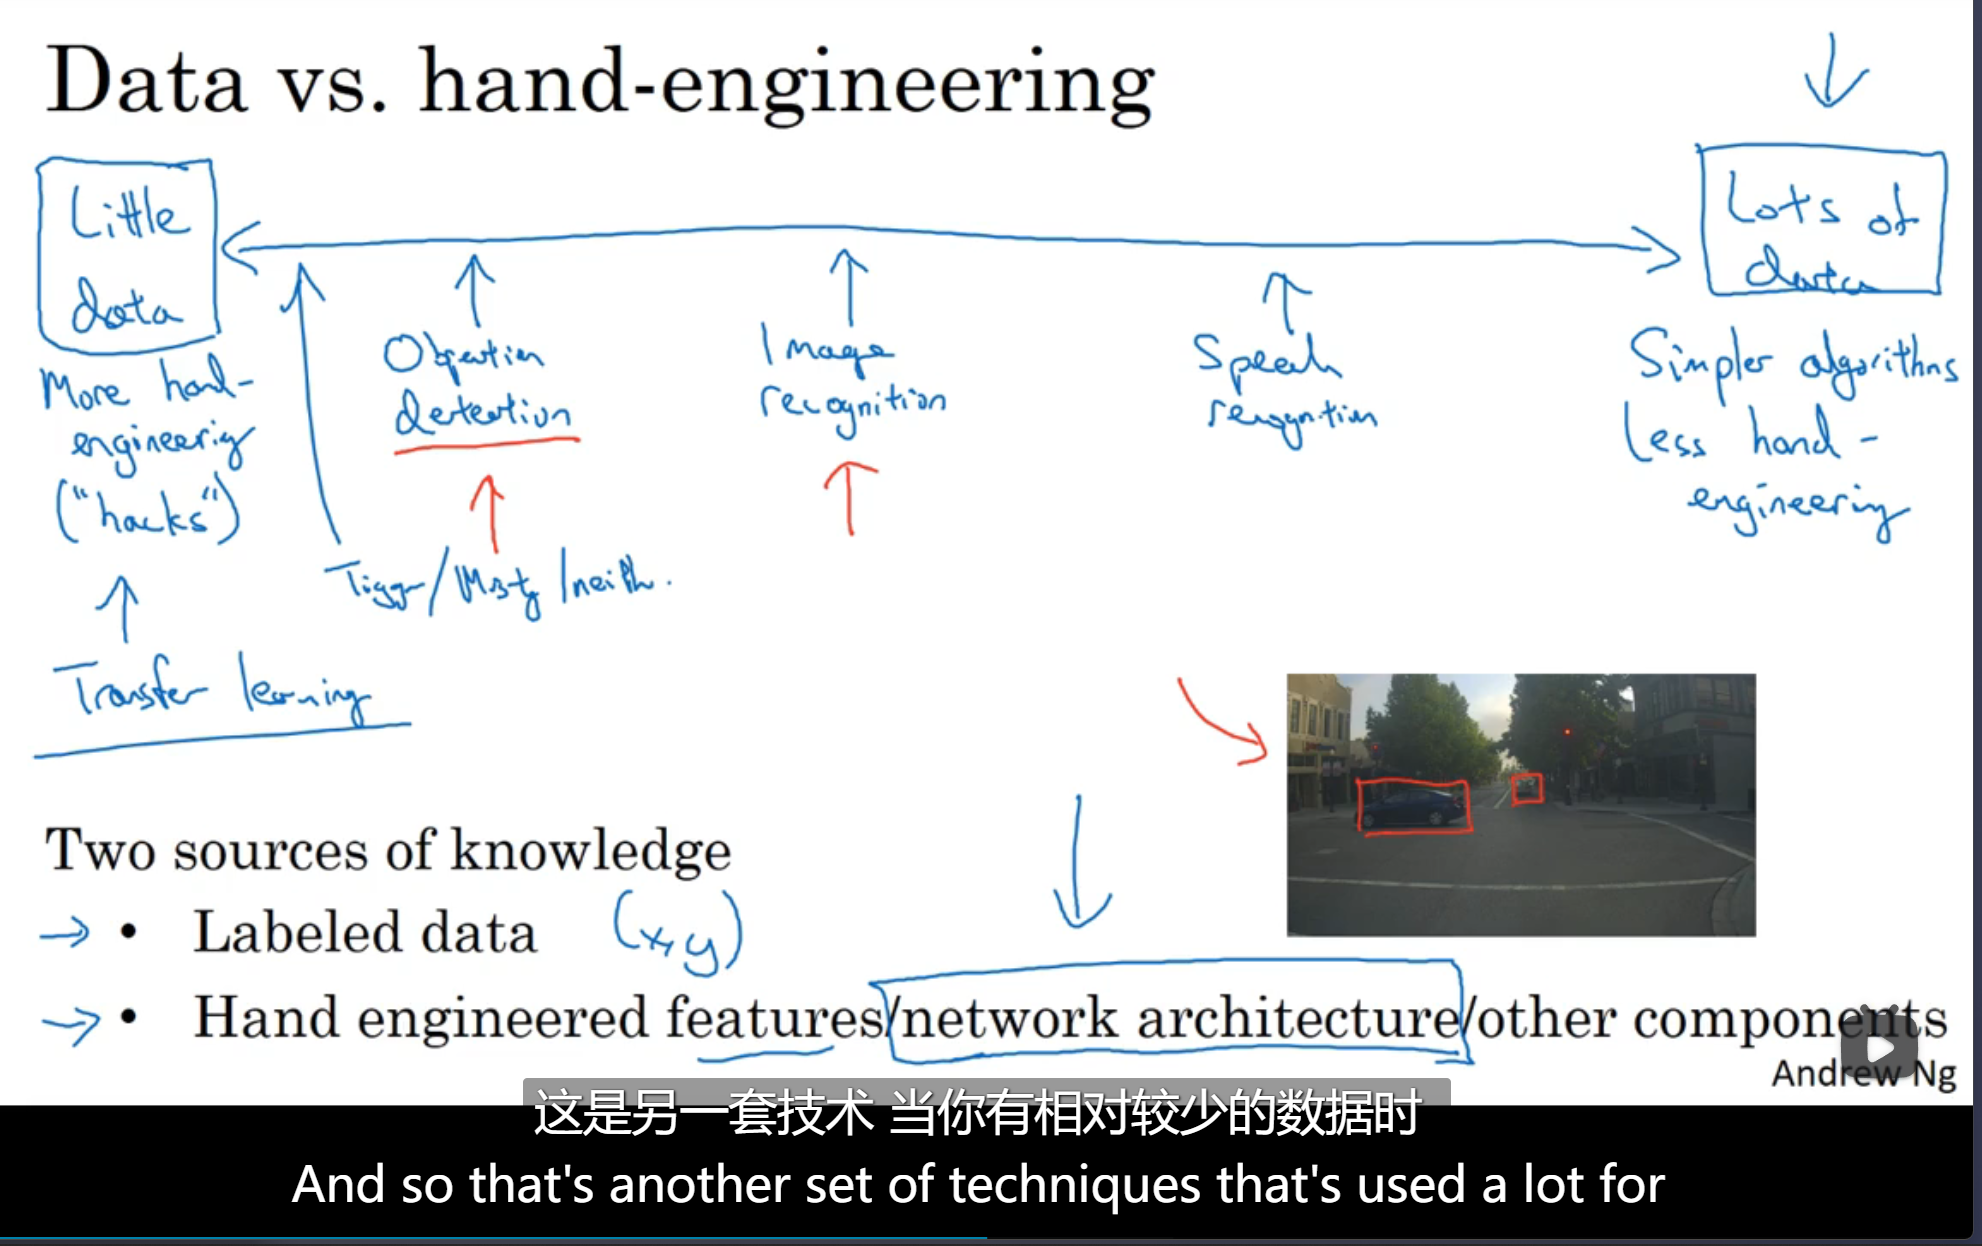 Data vs. hand-engineering
Little
data
Lots of
data
More hand-
engineering
("hacks")
Object
detection
Image
recognition
Speech
recognition
Simpler algorithms
Less hand-
engineering
Tigger/Misty/neither
Transfer learning
Two sources of knowledge
→ • Labeled data (x,y)
→ • Hand engineered features/network architecture/other components
Andrew Ng
这是另一套技术 当你有相对较少的数据时
And so that's another set of techniques that's used a lot for